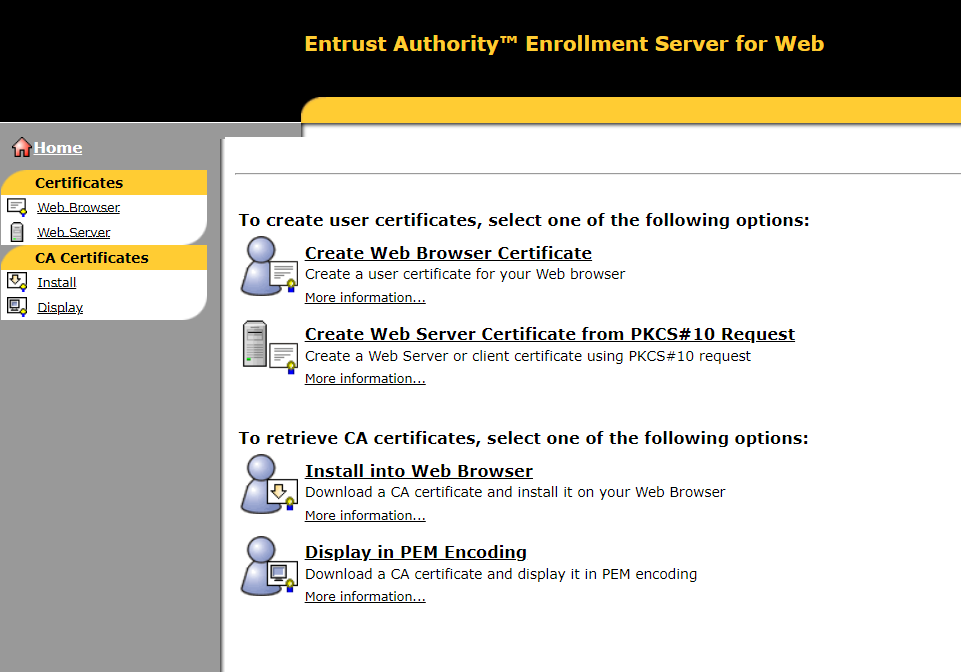 Entrust Authority™ Enrollment Server for Web
Home
Certificates
Web Browser
Web Server
CA Certificates
Install
Display
To create user certificates, select one of the following options:
Create Web Browser Certificate
Create a user certificate for your Web browser
More information...
Create Web Server Certificate from PKCS#10 Request
Create a Web Server or client certificate using PKCS#10 request
More information...
To retrieve CA certificates, select one of the following options:
Install into Web Browser
Download a CA certificate and install it on your Web Browser
More information...
Display in PEM Encoding
Download a CA certificate and display it in PEM encoding
More information...